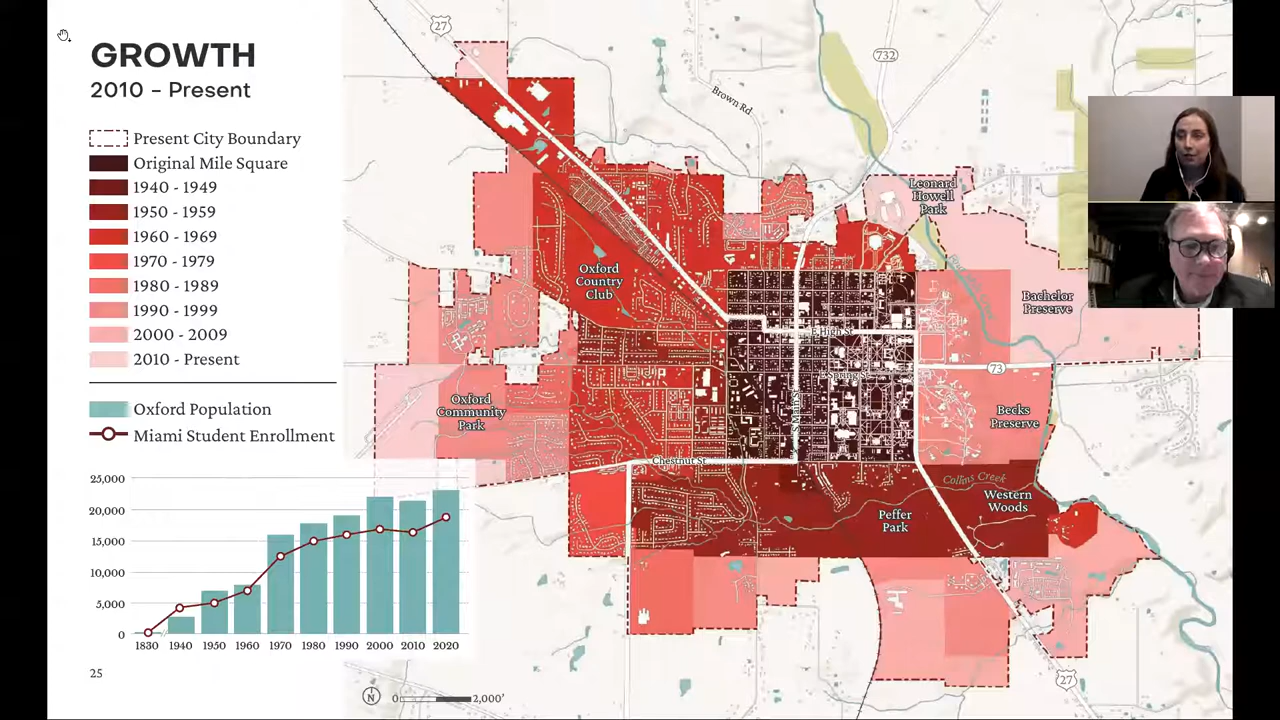 GROWTH
2010 - Present
Present City Boundary
Original Mile Square
1940 - 1949
1950 - 1959
1960 - 1969
1970 - 1979
1980 - 1989
1990 - 1999
2000 - 2009
2010 - Present
Oxford Population
Miami Student Enrollment
25,000
20,000
15,000
10,000
5,000
0
1830
1940
1950
1960
1970
1980
1990
2000
2010
2020
25
N
0
2,000'
27
732
Brown Rd
Leonard
Howell
Park
Oxford
Country
Club
Bachelor
Preserve
E High St
73
E Spring St
Oxford
Community
Park
Becks
Preserve
Chestnut St
Collins Creek
Western
Woods
Peffer
Park
27